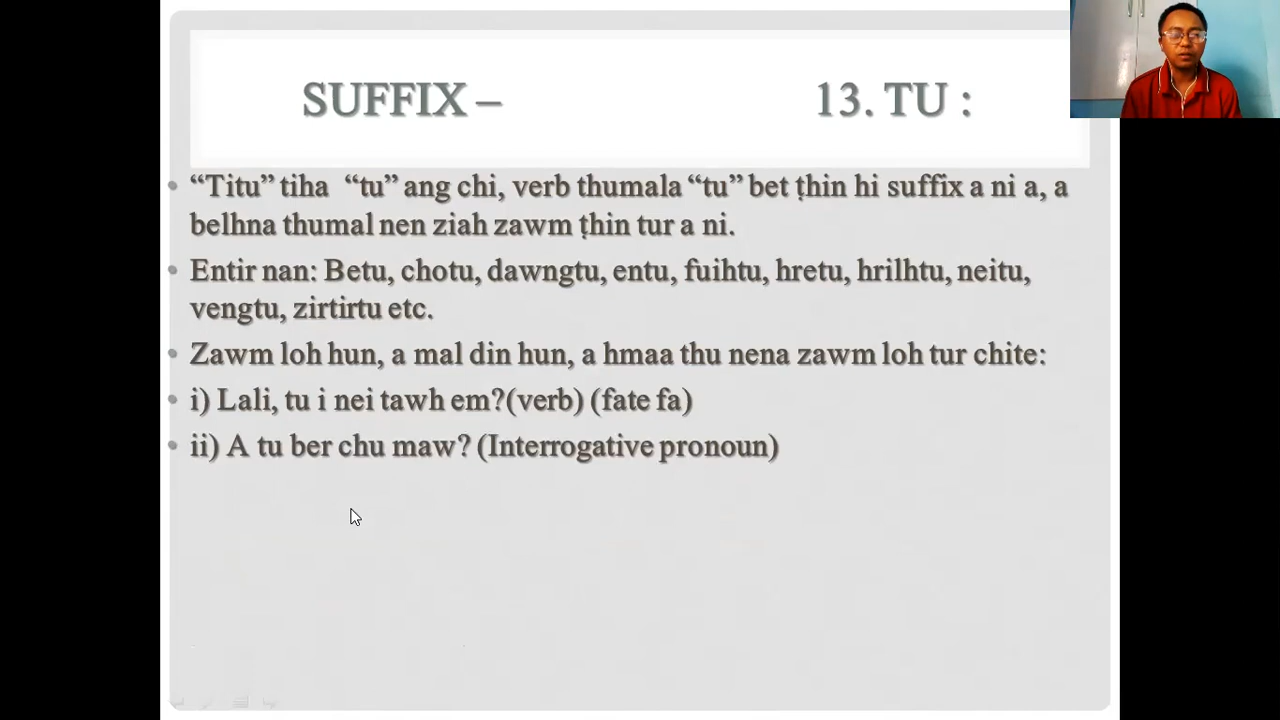 SUFFIX – 13. TU :
“Titu” tiha “tu” ang chi, verb thumala “tu” bet ṭhin hi suffix a ni a, a
belhna thumal nen ziah zawm ṭhin tur a ni.
Entir nan: Betu, chotu, dawngtu, entu, fuihtu, hretu, hrilhtu, neitu,
vengtu, zirtirtu etc.
Zawm loh hun, a mal din hun, a hmaa thu nena zawm loh tur chite:
i) Lali, tu i nei tawh em?(verb) (fate fa)
ii) A tu ber chu maw? (Interrogative pronoun)